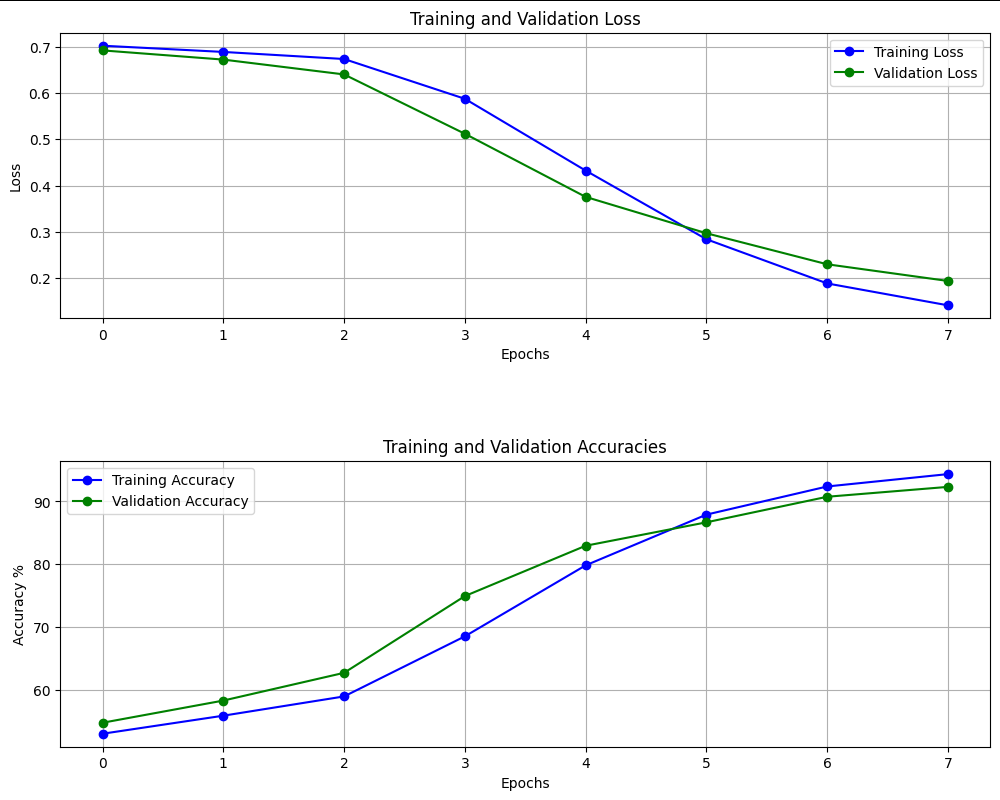 Training and Validation Loss
0.7
0.6
0.5
0.4
0.3
0.2
Loss
Training Loss
Validation Loss
0 1 2 3 4 5 6 7
Epochs
Training and Validation Accuracies
90
80
70
60
Accuracy %
Training Accuracy
Validation Accuracy
0 1 2 3 4 5 6 7
Epochs